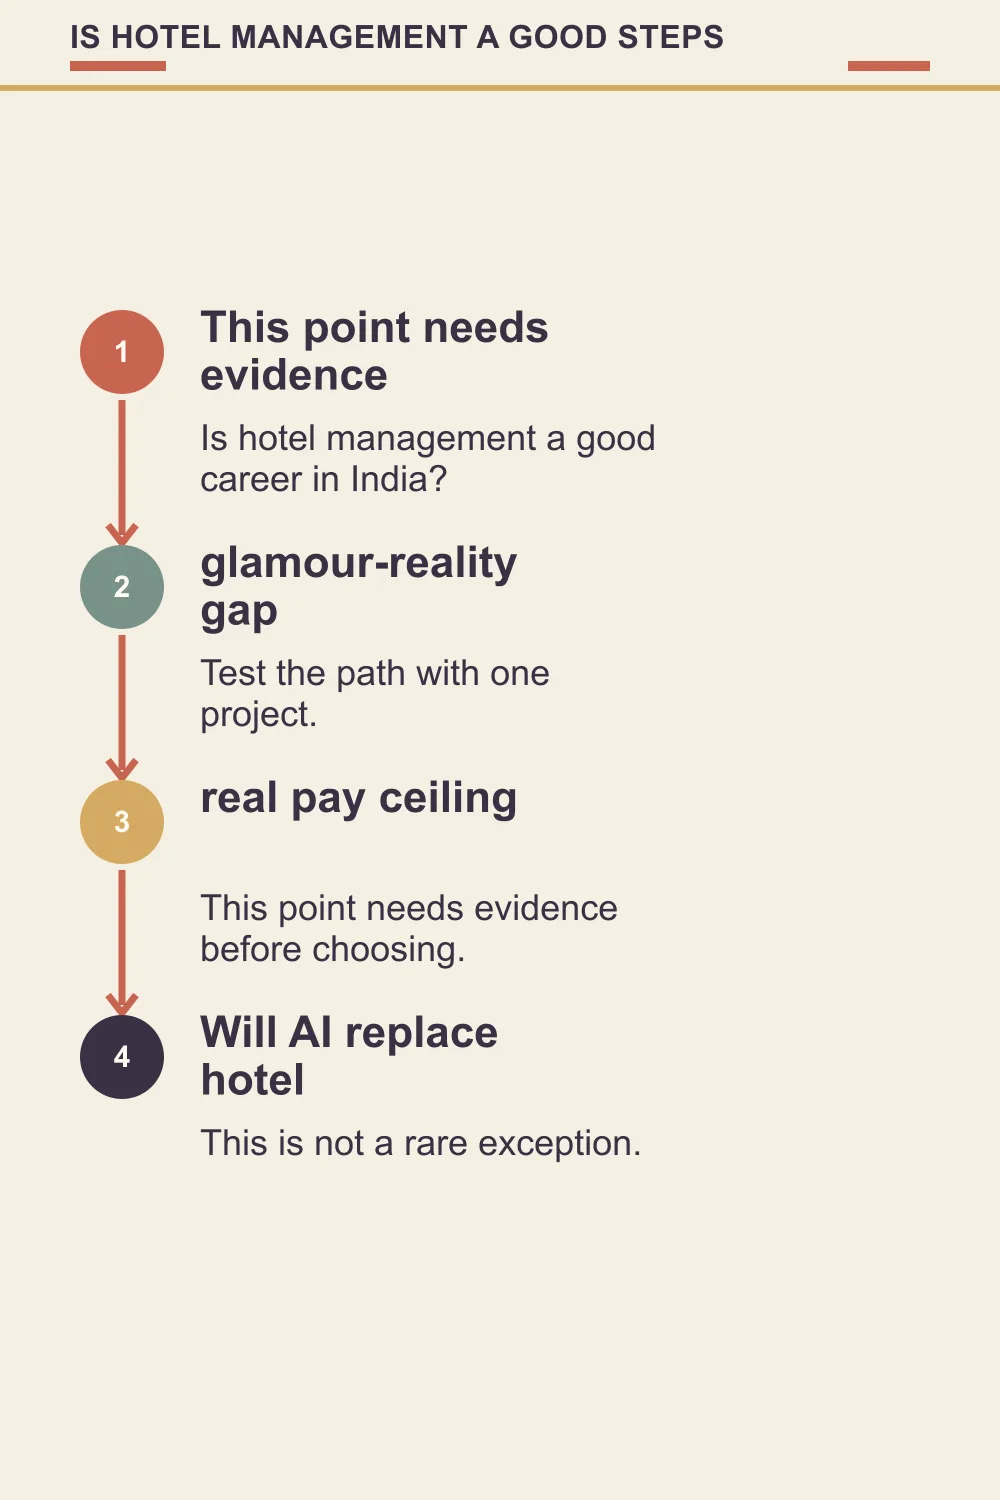 IS HOTEL MANAGEMENT A GOOD STEPS
1
This point needs
evidence
Is hotel management a good
career in India?
2
glamour-reality
gap
Test the path with one
project.
3
real pay ceiling
This point needs evidence
before choosing.
4
Will AI replace
hotel
This is not a rare exception.